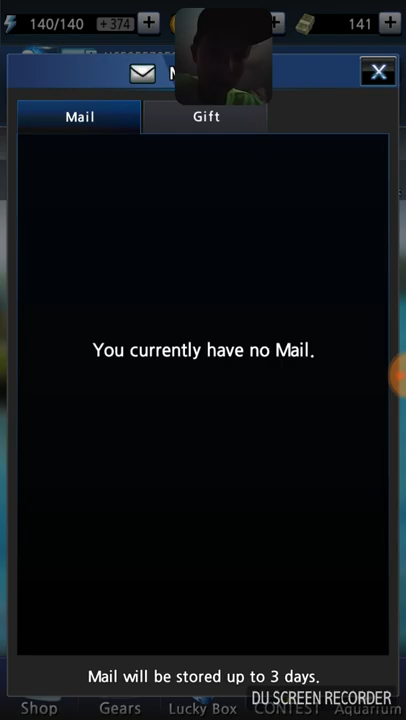 140/140 +374 + + 141 +
Mail Gift
You currently have no Mail.
Mail will be stored up to 3 days.
Shop Gears Lucky Box CONTEST Aquarium
DU SCREEN RECORDER